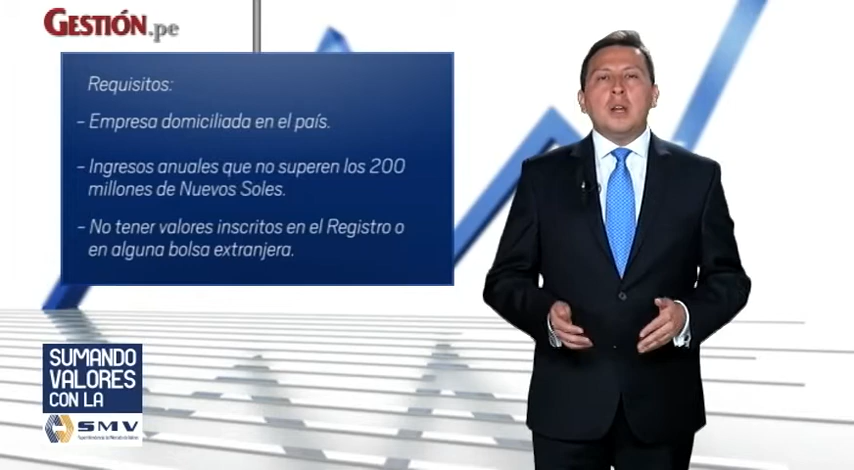 GESTIÓN.pe
Requisitos:
- Empresa domiciliada en el país.
- Ingresos anuales que no superen los 200
millones de Nuevos Soles.
- No tener valores inscritos en el Registro o
en alguna bolsa extranjera.
SUMANDO
VALORES
CON LA
SMV